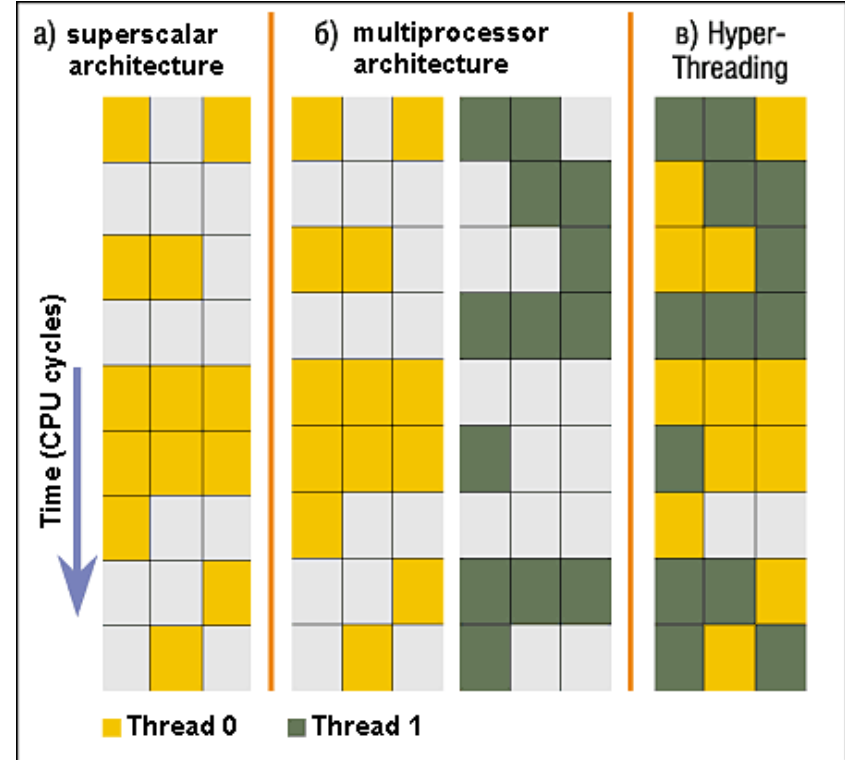 а) superscalar
architecture
б) multiprocessor
architecture
в) Hyper-
Threading
Time (CPU cycles)
Thread 0
Thread 1